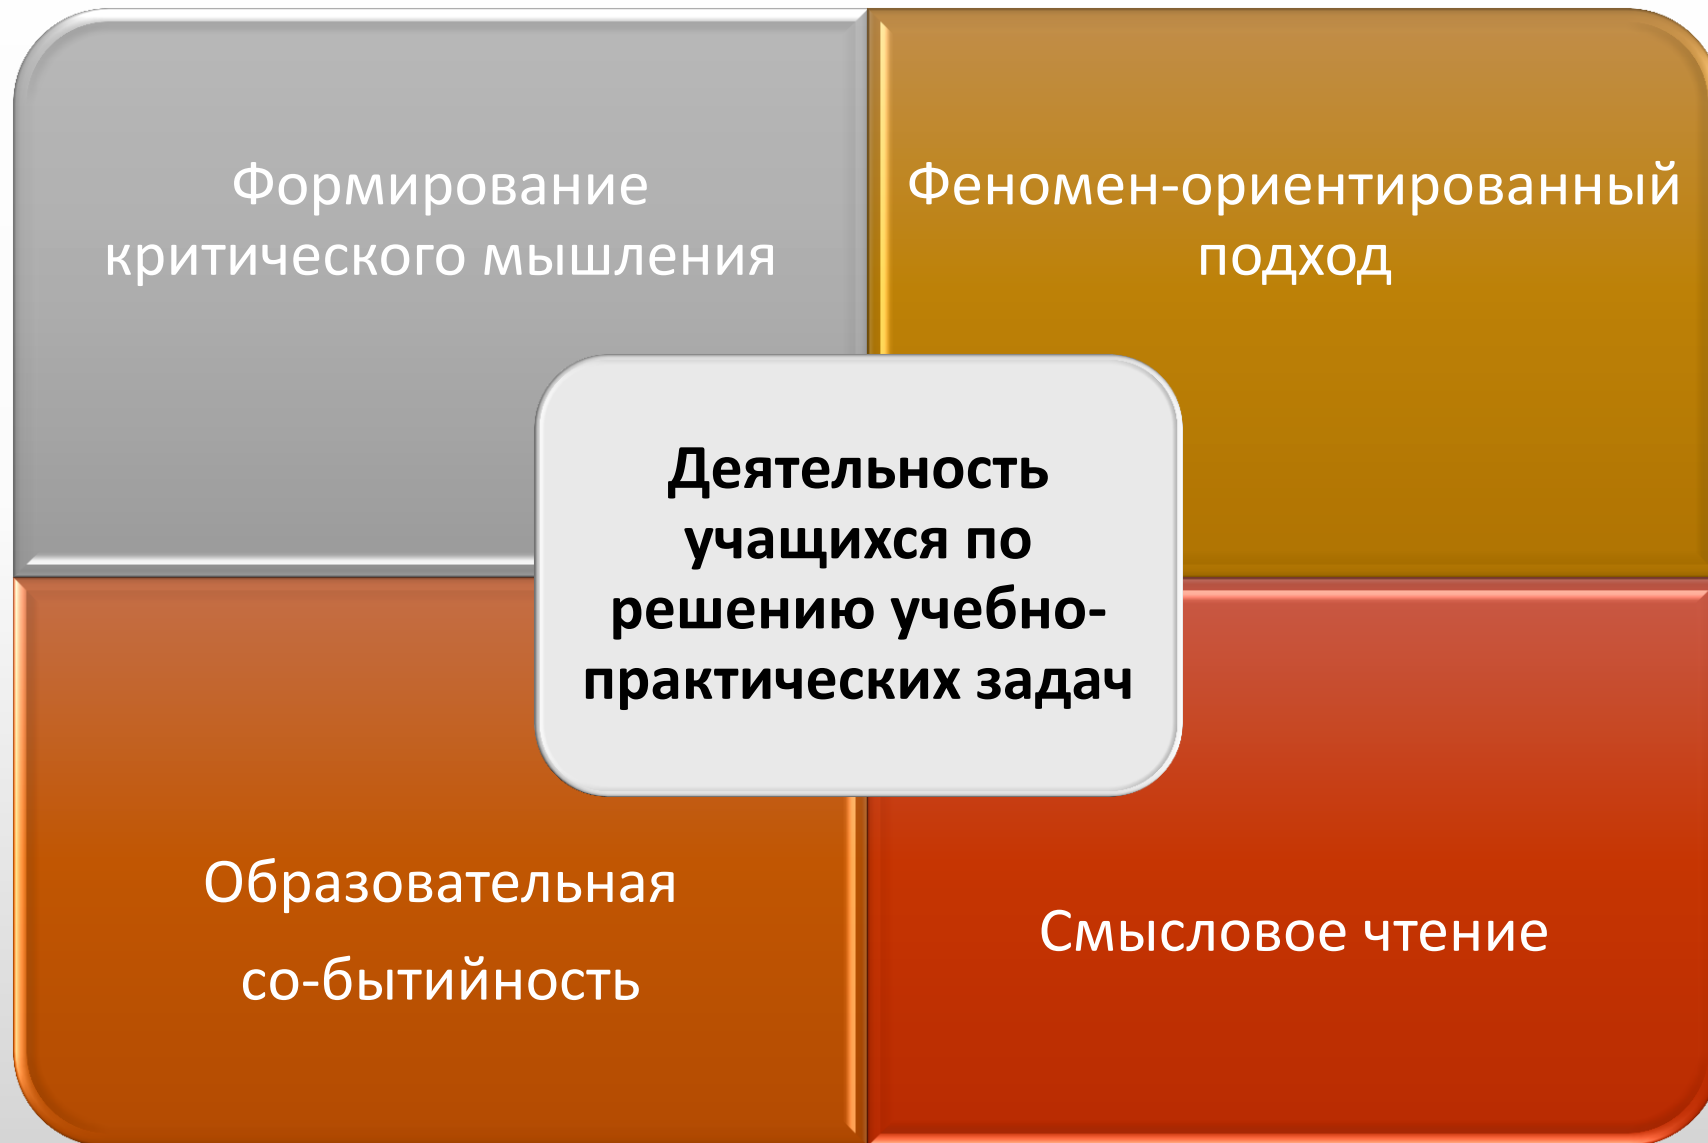 Формирование
критического мышления
Феномен-ориентированный
подход
Деятельность
учащихся по
решению учебно-
практических задач
Образовательная
со-бытийность
Смысловое чтение